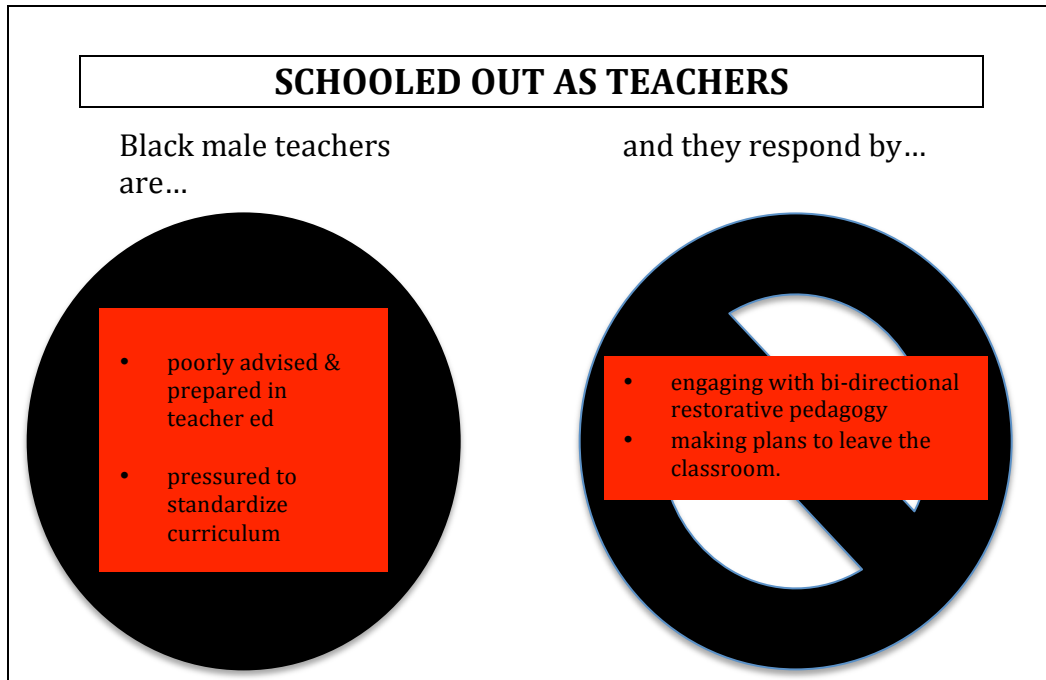 SCHOOLED OUT AS TEACHERS
Black male teachers
are…
• poorly advised &
prepared in
teacher ed
• pressured to
standardize
curriculum
and they respond by…
• engaging with bi-directional
restorative pedagogy
• making plans to leave the
classroom.